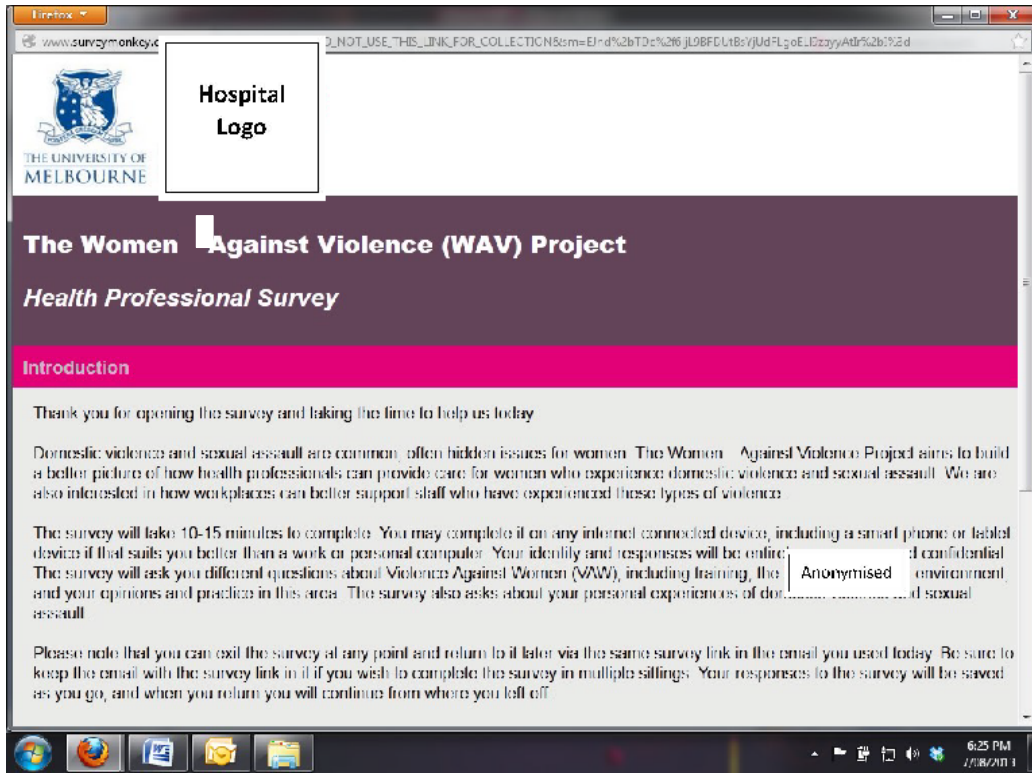 Firefox
www.surveymonkey.c
_NOT_USE_THIS_LINK_FOR_COLLECTION&sm=
THE UNIVERSITY OF
MELBOURNE
Hospital
Logo
The Women Against Violence (WAV) Project
Health Professional Survey
Introduction
Thank you for opening the survey and taking the time to help us today
Domestic violence and sexual assault are common, often hidden issues for women. The Women Against Violence Project aims to build
a better picture of how health professionals can provide care for women who experience domestic violence and sexual assault. We are
also interested in how workplaces can better support staff who have experienced these types of violence.
The survey will take 10-15 minutes to complete. You may complete it on any internet connected device, including a smart phone or tablet
device if that suits you better than a work or personal computer. Your identity and responses will be entire d confidential.
The survey will ask you different questions about Violence Against Women (VAW), including training, the Anonymised environment,
and your opinions and practice in this area. The survey also asks about your personal experiences of do and sexual
assault.
Please note that you can exit the survey at any point and return to it later via the same survey link in the email you used today. Be sure to
keep the email with the survey link in it if you wish to complete the survey in multiple sittings. Your responses to the survey will be saved
as you go, and when you return you will continue from where you left off.
6:25 PM
7/08/2013